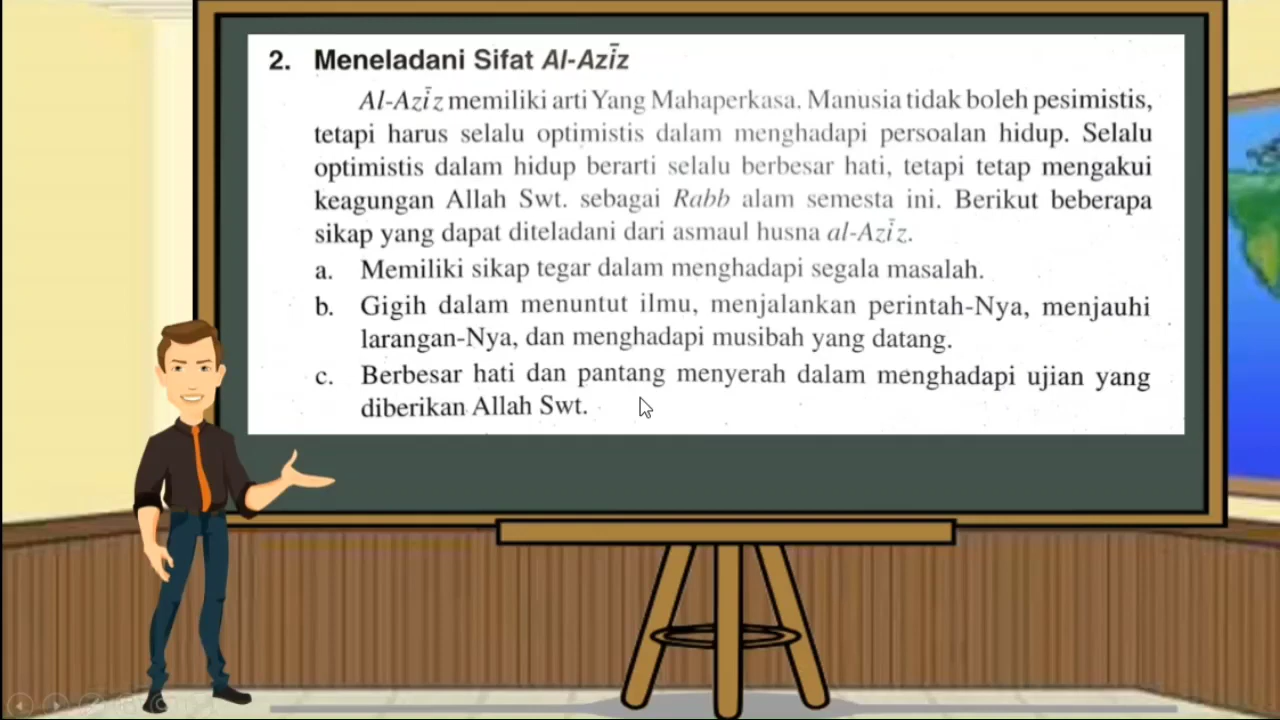 2. Meneladani Sifat Al-Azīz
Al-Azīz memiliki arti Yang Mahaperkasa. Manusia tidak boleh pesimistis,
tetapi harus selalu optimistis dalam menghadapi persoalan hidup. Selalu
optimistis dalam hidup berarti selalu berbesar hati, tetapi tetap mengakui
keagungan Allah Swt. sebagai Rabb alam semesta ini. Berikut beberapa
sikap yang dapat diteladani dari asmaul husna al-Azīz.
a. Memiliki sikap tegar dalam menghadapi segala masalah.
b. Gigih dalam menuntut ilmu, menjalankan perintah-Nya, menjauhi
larangan-Nya, dan menghadapi musibah yang datang.
c. Berbesar hati dan pantang menyerah dalam menghadapi ujian yang
diberikan Allah Swt.